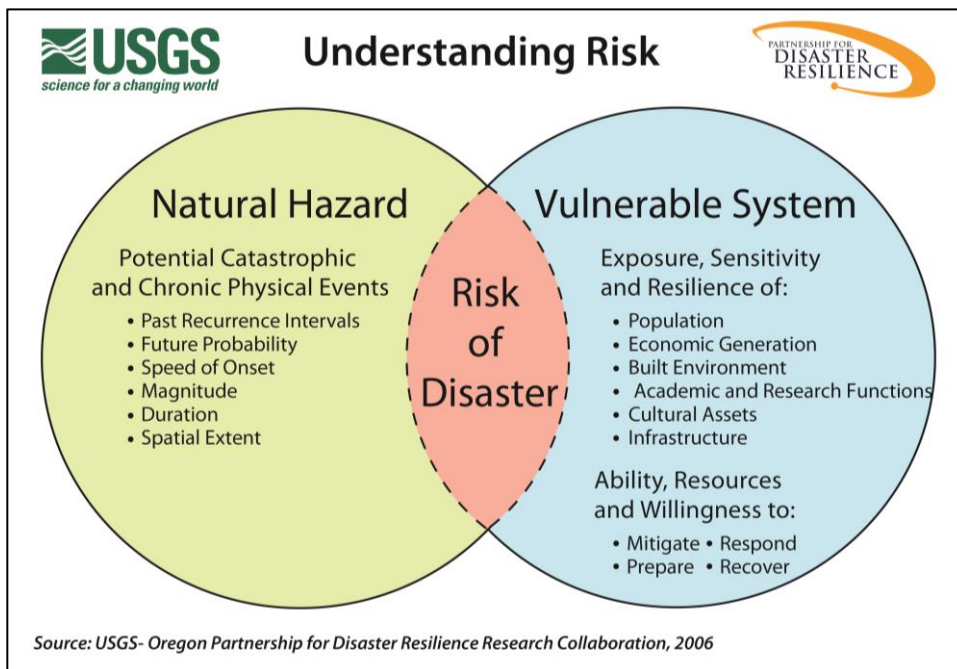 USGS
science for a changing world
Understanding Risk
PARTNERSHIP FOR
DISASTER
RESILIENCE
Natural Hazard
Potential Catastrophic
and Chronic Physical Events
• Past Recurrence Intervals
• Future Probability
• Speed of Onset
• Magnitude
• Duration
• Spatial Extent
Risk
of
Disaster
Vulnerable System
Exposure, Sensitivity
and Resilience of:
• Population
• Economic Generation
• Built Environment
• Academic and Research Functions
• Cultural Assets
• Infrastructure
Ability, Resources
and Willingness to:
• Mitigate • Respond
• Prepare • Recover
Source: USGS- Oregon Partnership for Disaster Resilience Research Collaboration, 2006